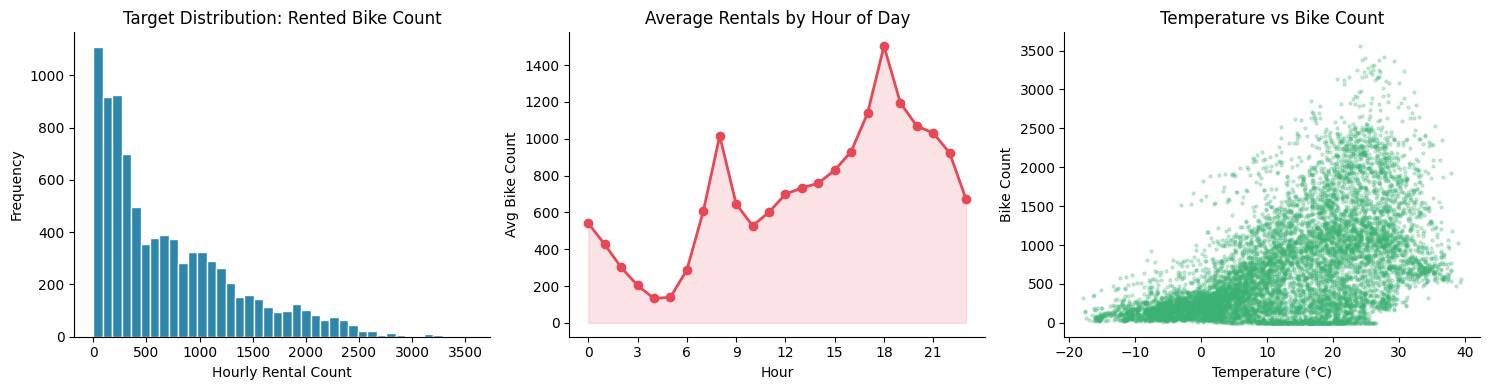 Target Distribution: Rented Bike Count
Frequency
1000
800
600
400
200
0
0 500 1000 1500 2000 2500 3000 3500
Hourly Rental Count
Average Rentals by Hour of Day
Avg Bike Count
1400
1200
1000
800
600
400
200
0
0 3 6 9 12 15 18 21
Hour
Temperature vs Bike Count
Bike Count
3500
3000
2500
2000
1500
1000
500
0
−20 −10 0 10 20 30 40
Temperature (°C)